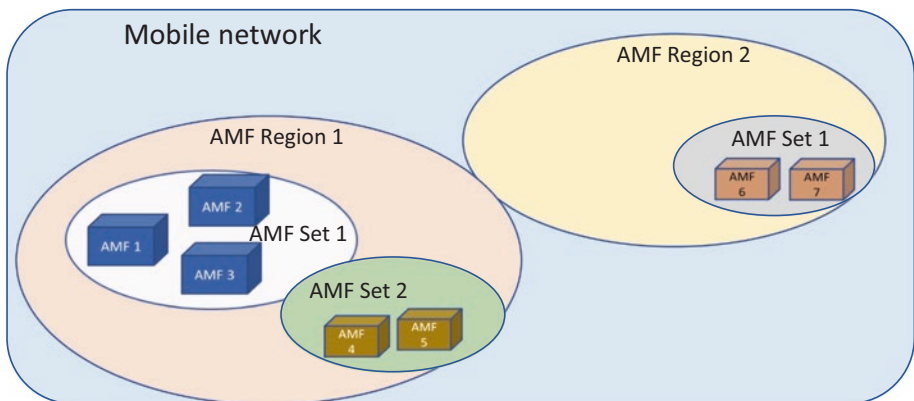 Mobile network
AMF Region 2
AMF Region 1
AMF Set 1
AMF
6
AMF
7
AMF 2
AMF Set 1
AMF 1
AMF 3
AMF Set 2
AMF
4
AMF
5